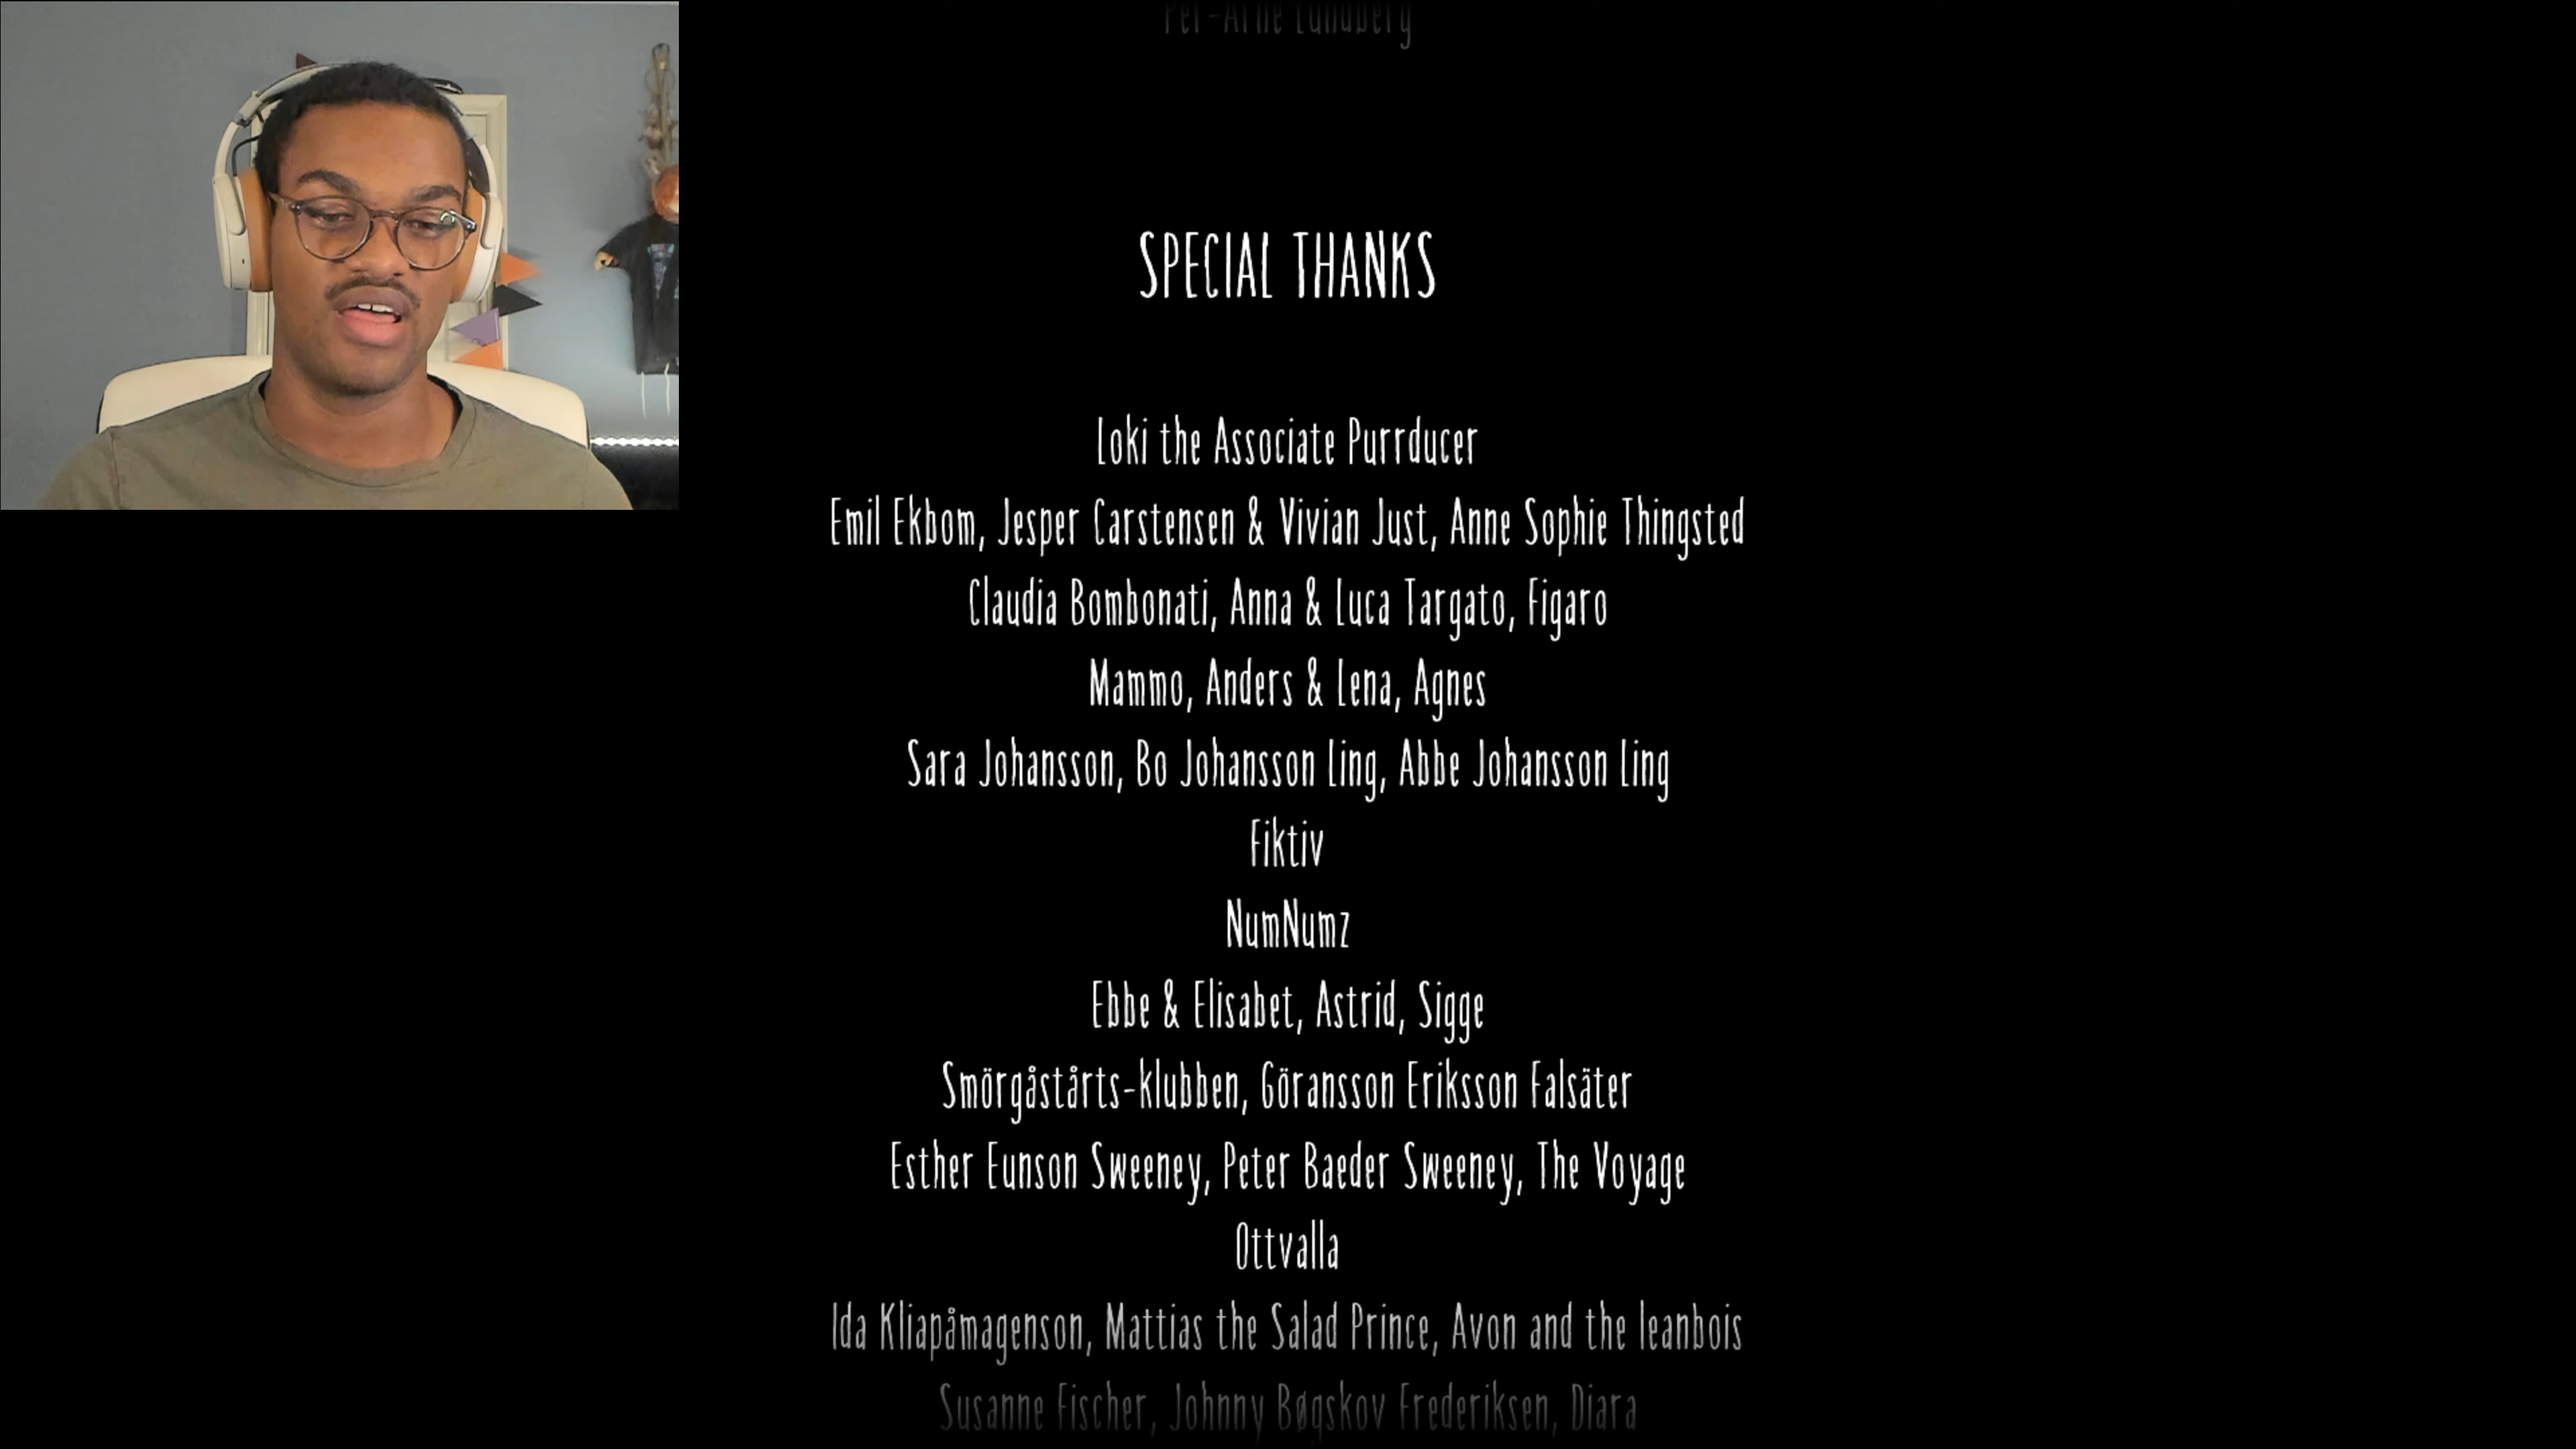 Per-Arne Lundberg
SPECIAL THANKS
Loki the Associate Purrducer
Emil Ekbom, Jesper Carstensen & Vivian Just, Anne Sophie Thingsted
Claudia Bombonati, Anna & Luca Targato, Figaro
Mammo, Anders & Lena, Agnes
Sara Johansson, Bo Johansson Ling, Abbe Johansson Ling
Fiktiv
NumNumz
Ebbe & Elisabet, Astrid, Sigge
Smörgåstårts-klubben, Göransson Eriksson Falsäter
Esther Eunson Sweeney, Peter Baeder Sweeney, The Voyage
Ottvalla
Ida Kliapåmagenson, Mattias the Salad Prince, Avon and the leanbois
Susanne Fischer, Johnny Bøgskov Frederiksen, Diara